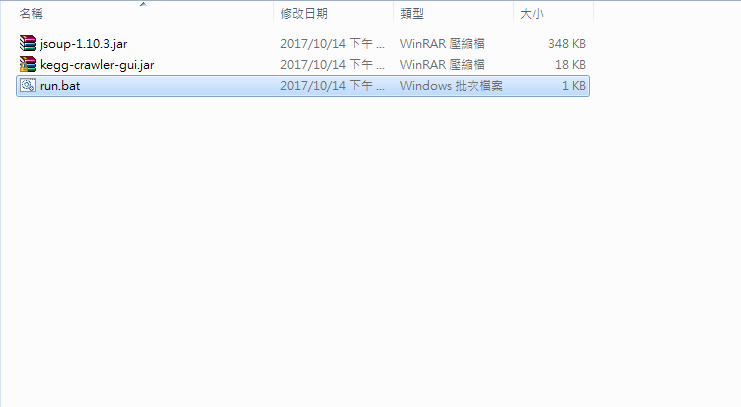 名稱 修改日期 類型 大小
jsoup-1.10.3.jar 2017/10/14 下午 ... WinRAR 壓縮檔 348 KB
kegg-crawler-gui.jar 2017/10/14 下午 ... WinRAR 壓縮檔 18 KB
run.bat 2017/10/14 下午 ... Windows 批次檔案 1 KB